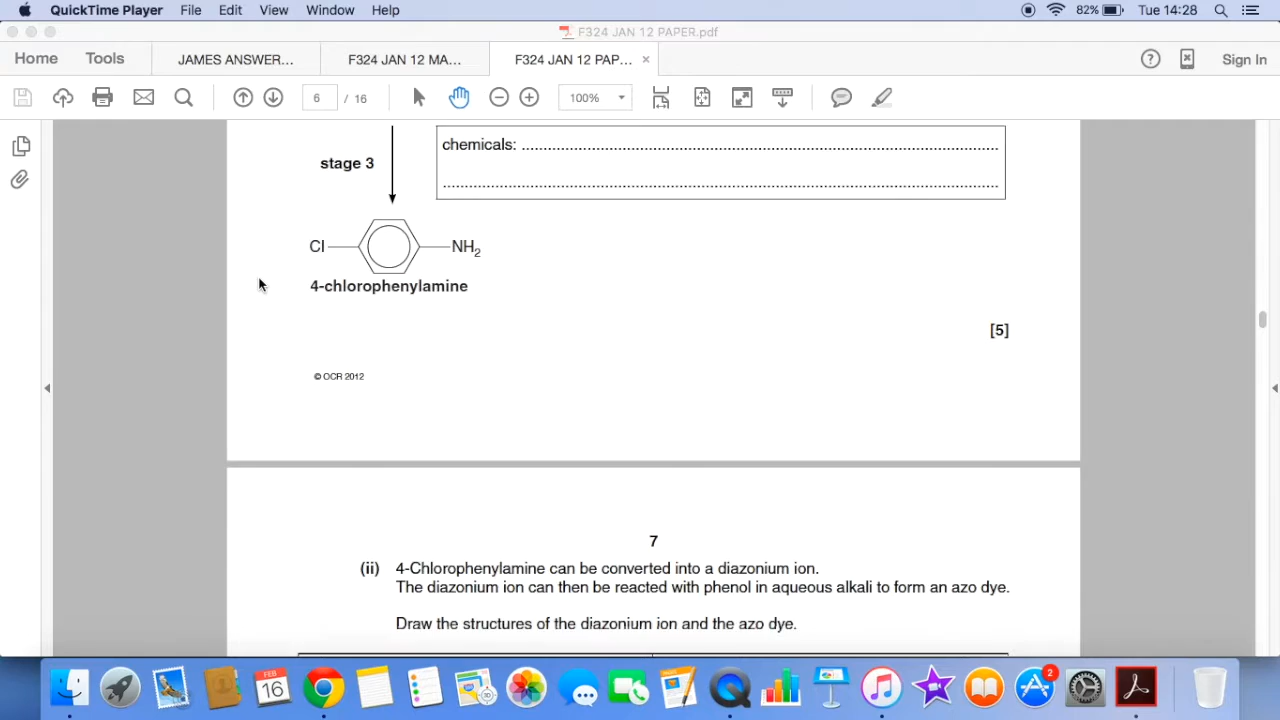 QuickTime Player File Edit View Window Help 82% Tue 14:28
F324 JAN 12 PAPER.pdf
Home Tools JAMES ANSWER... F324 JAN 12 MA... F324 JAN 12 PAP... × ? Sign In
6 / 16 100%
chemicals: ................................................................................................
stage 3
................................................................................................................
Cl NH2
4-chlorophenylamine
[5]
© OCR 2012
7
(ii) 4-Chlorophenylamine can be converted into a diazonium ion.
The diazonium ion can then be reacted with phenol in aqueous alkali to form an azo dye.
Draw the structures of the diazonium ion and the azo dye.
FEB
16
2